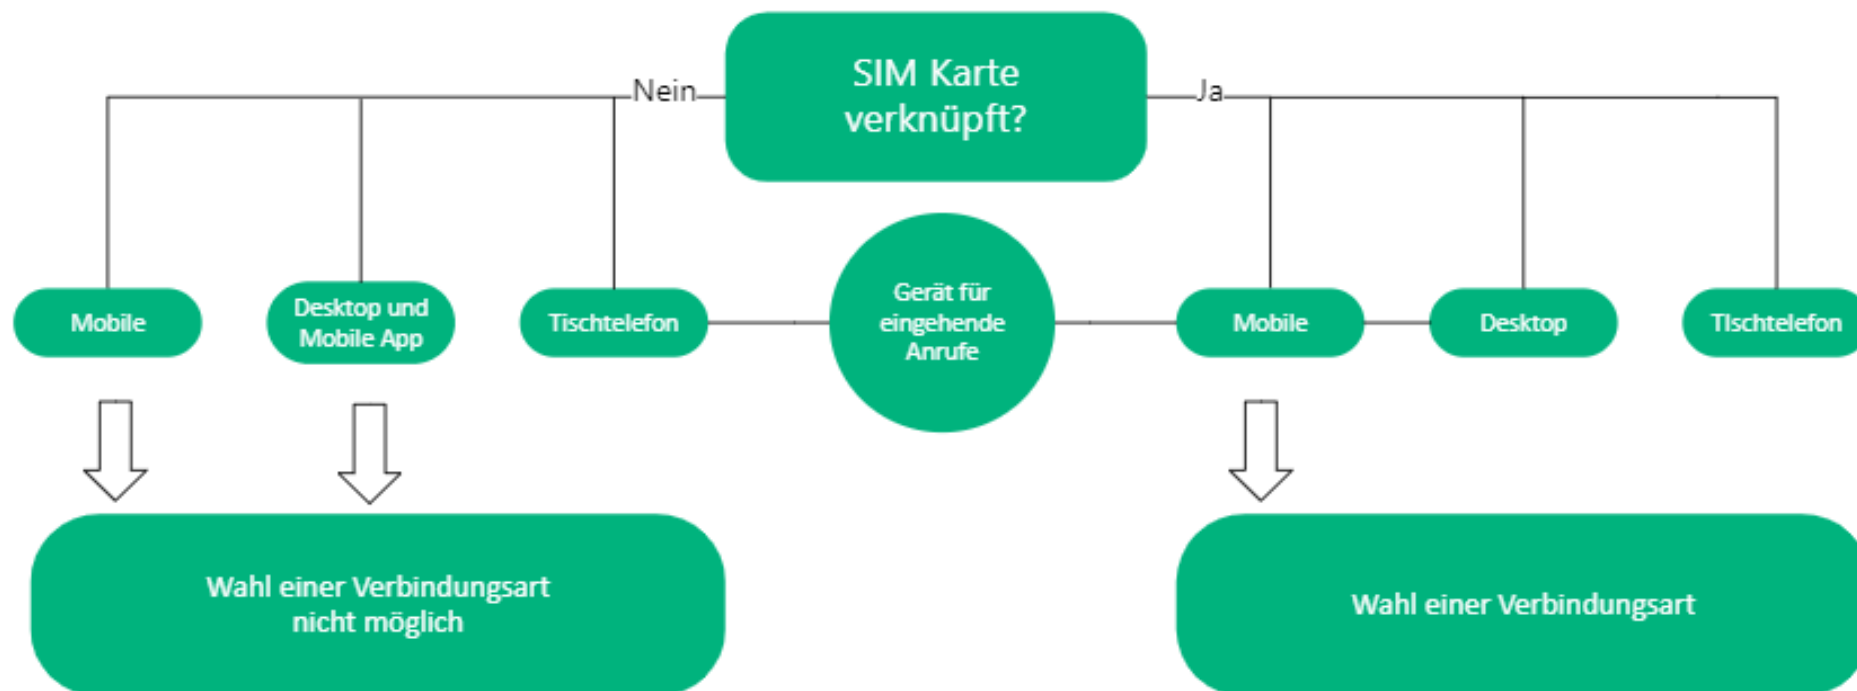 SIM Karte
verknüpft?
Nein
Ja
Mobile
Desktop und
Mobile App
Tischtelefon
Gerät für
eingehende
Anrufe
Mobile
Desktop
TIschtelefon
Wahl einer Verbindungsart
nicht möglich
Wahl einer Verbindungsart